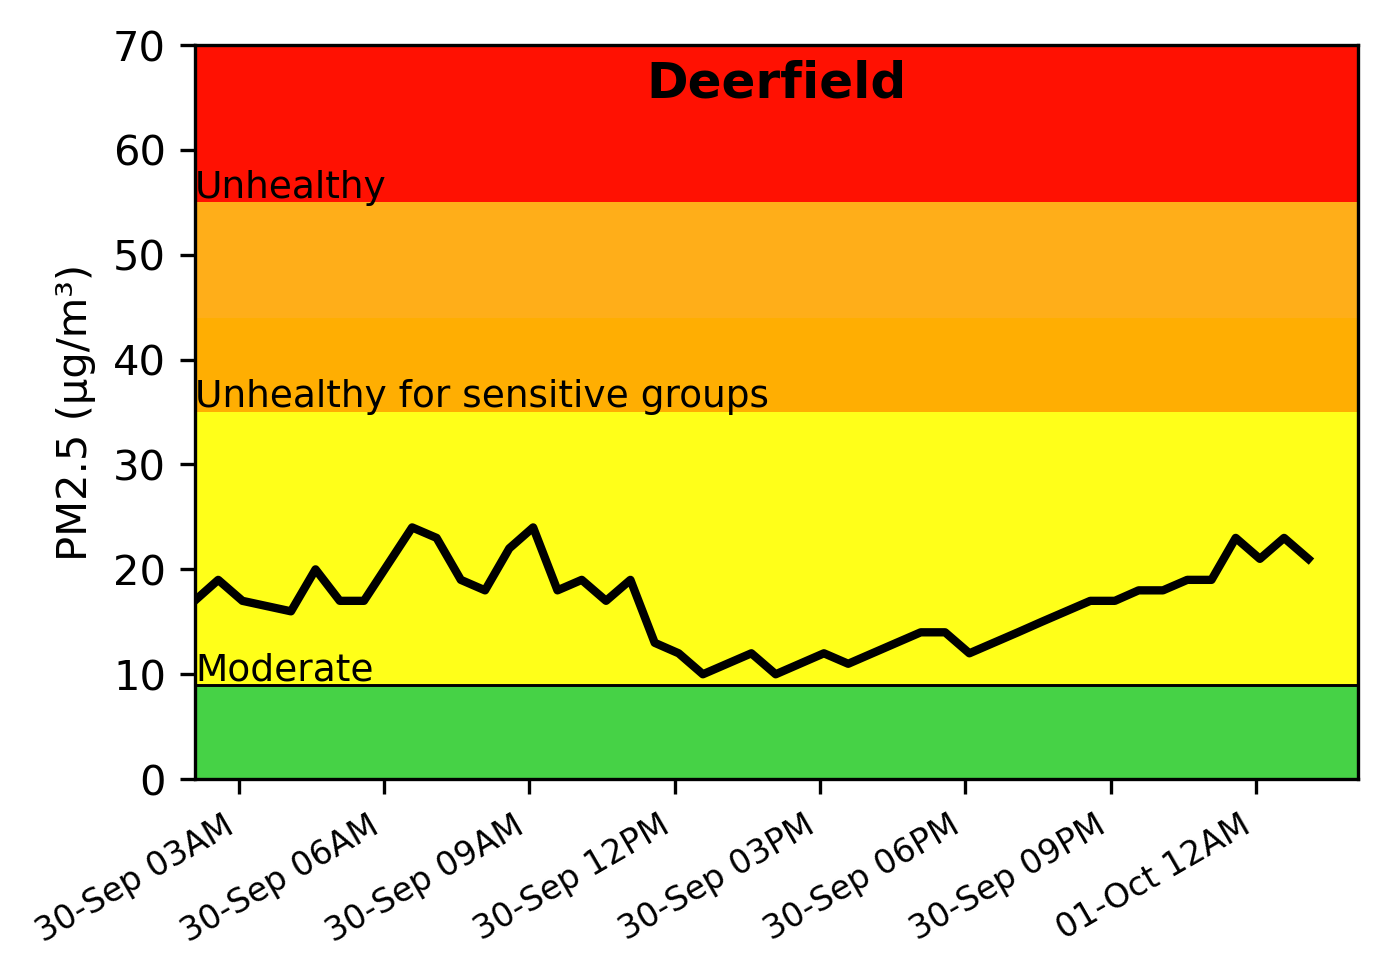 Deerfield
PM2.5 (µg/m³)
70
60
50
40
30
20
10
0
Unhealthy
Unhealthy for sensitive groups
Moderate
30-Sep 03AM
30-Sep 06AM
30-Sep 09AM
30-Sep 12PM
30-Sep 03PM
30-Sep 06PM
30-Sep 09PM
01-Oct 12AM